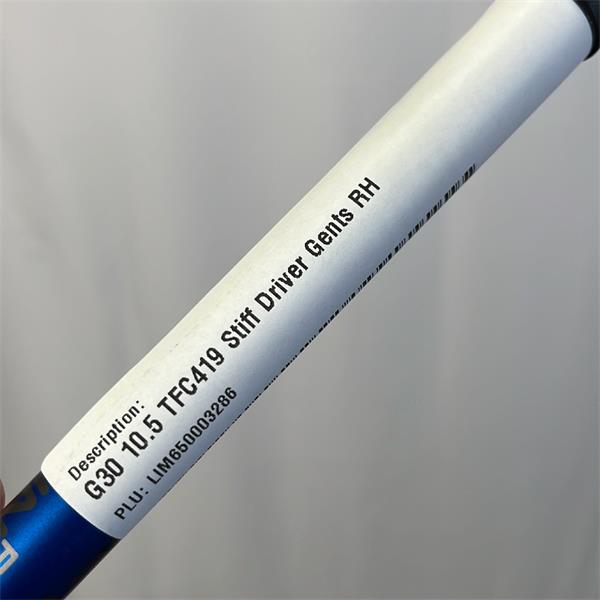 Description:
G30 10.5 TFC419 Stiff Driver Gents RH
PLU: LIM650003286